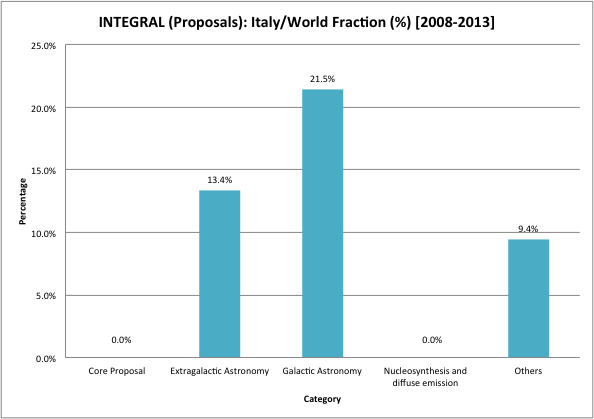 INTEGRAL (Proposals): Italy/World Fraction (%) [2008-2013]
25.0%
20.0%
15.0%
10.0%
5.0%
0.0%
Percentage
0.0%
13.4%
21.5%
0.0%
9.4%
Core Proposal
Extragalactic Astronomy
Galactic Astronomy
Nucleosynthesis and
diffuse emission
Others
Category